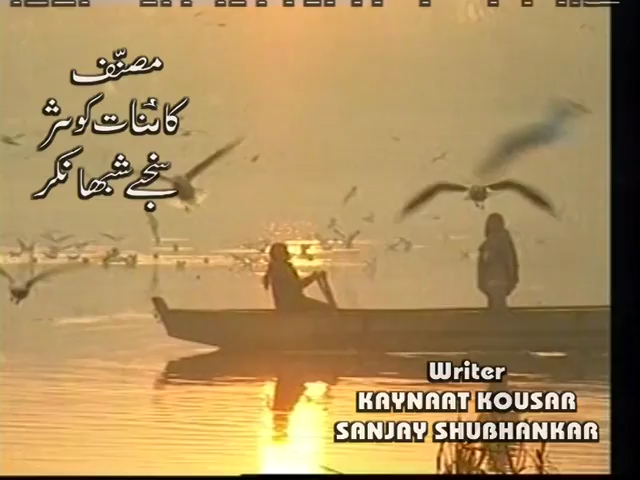 مصنّف
کائنات کوثر
سنجے شبھانکر
Writer
KAYNAAT KOUSAR
SANJAY SHUBHANKAR